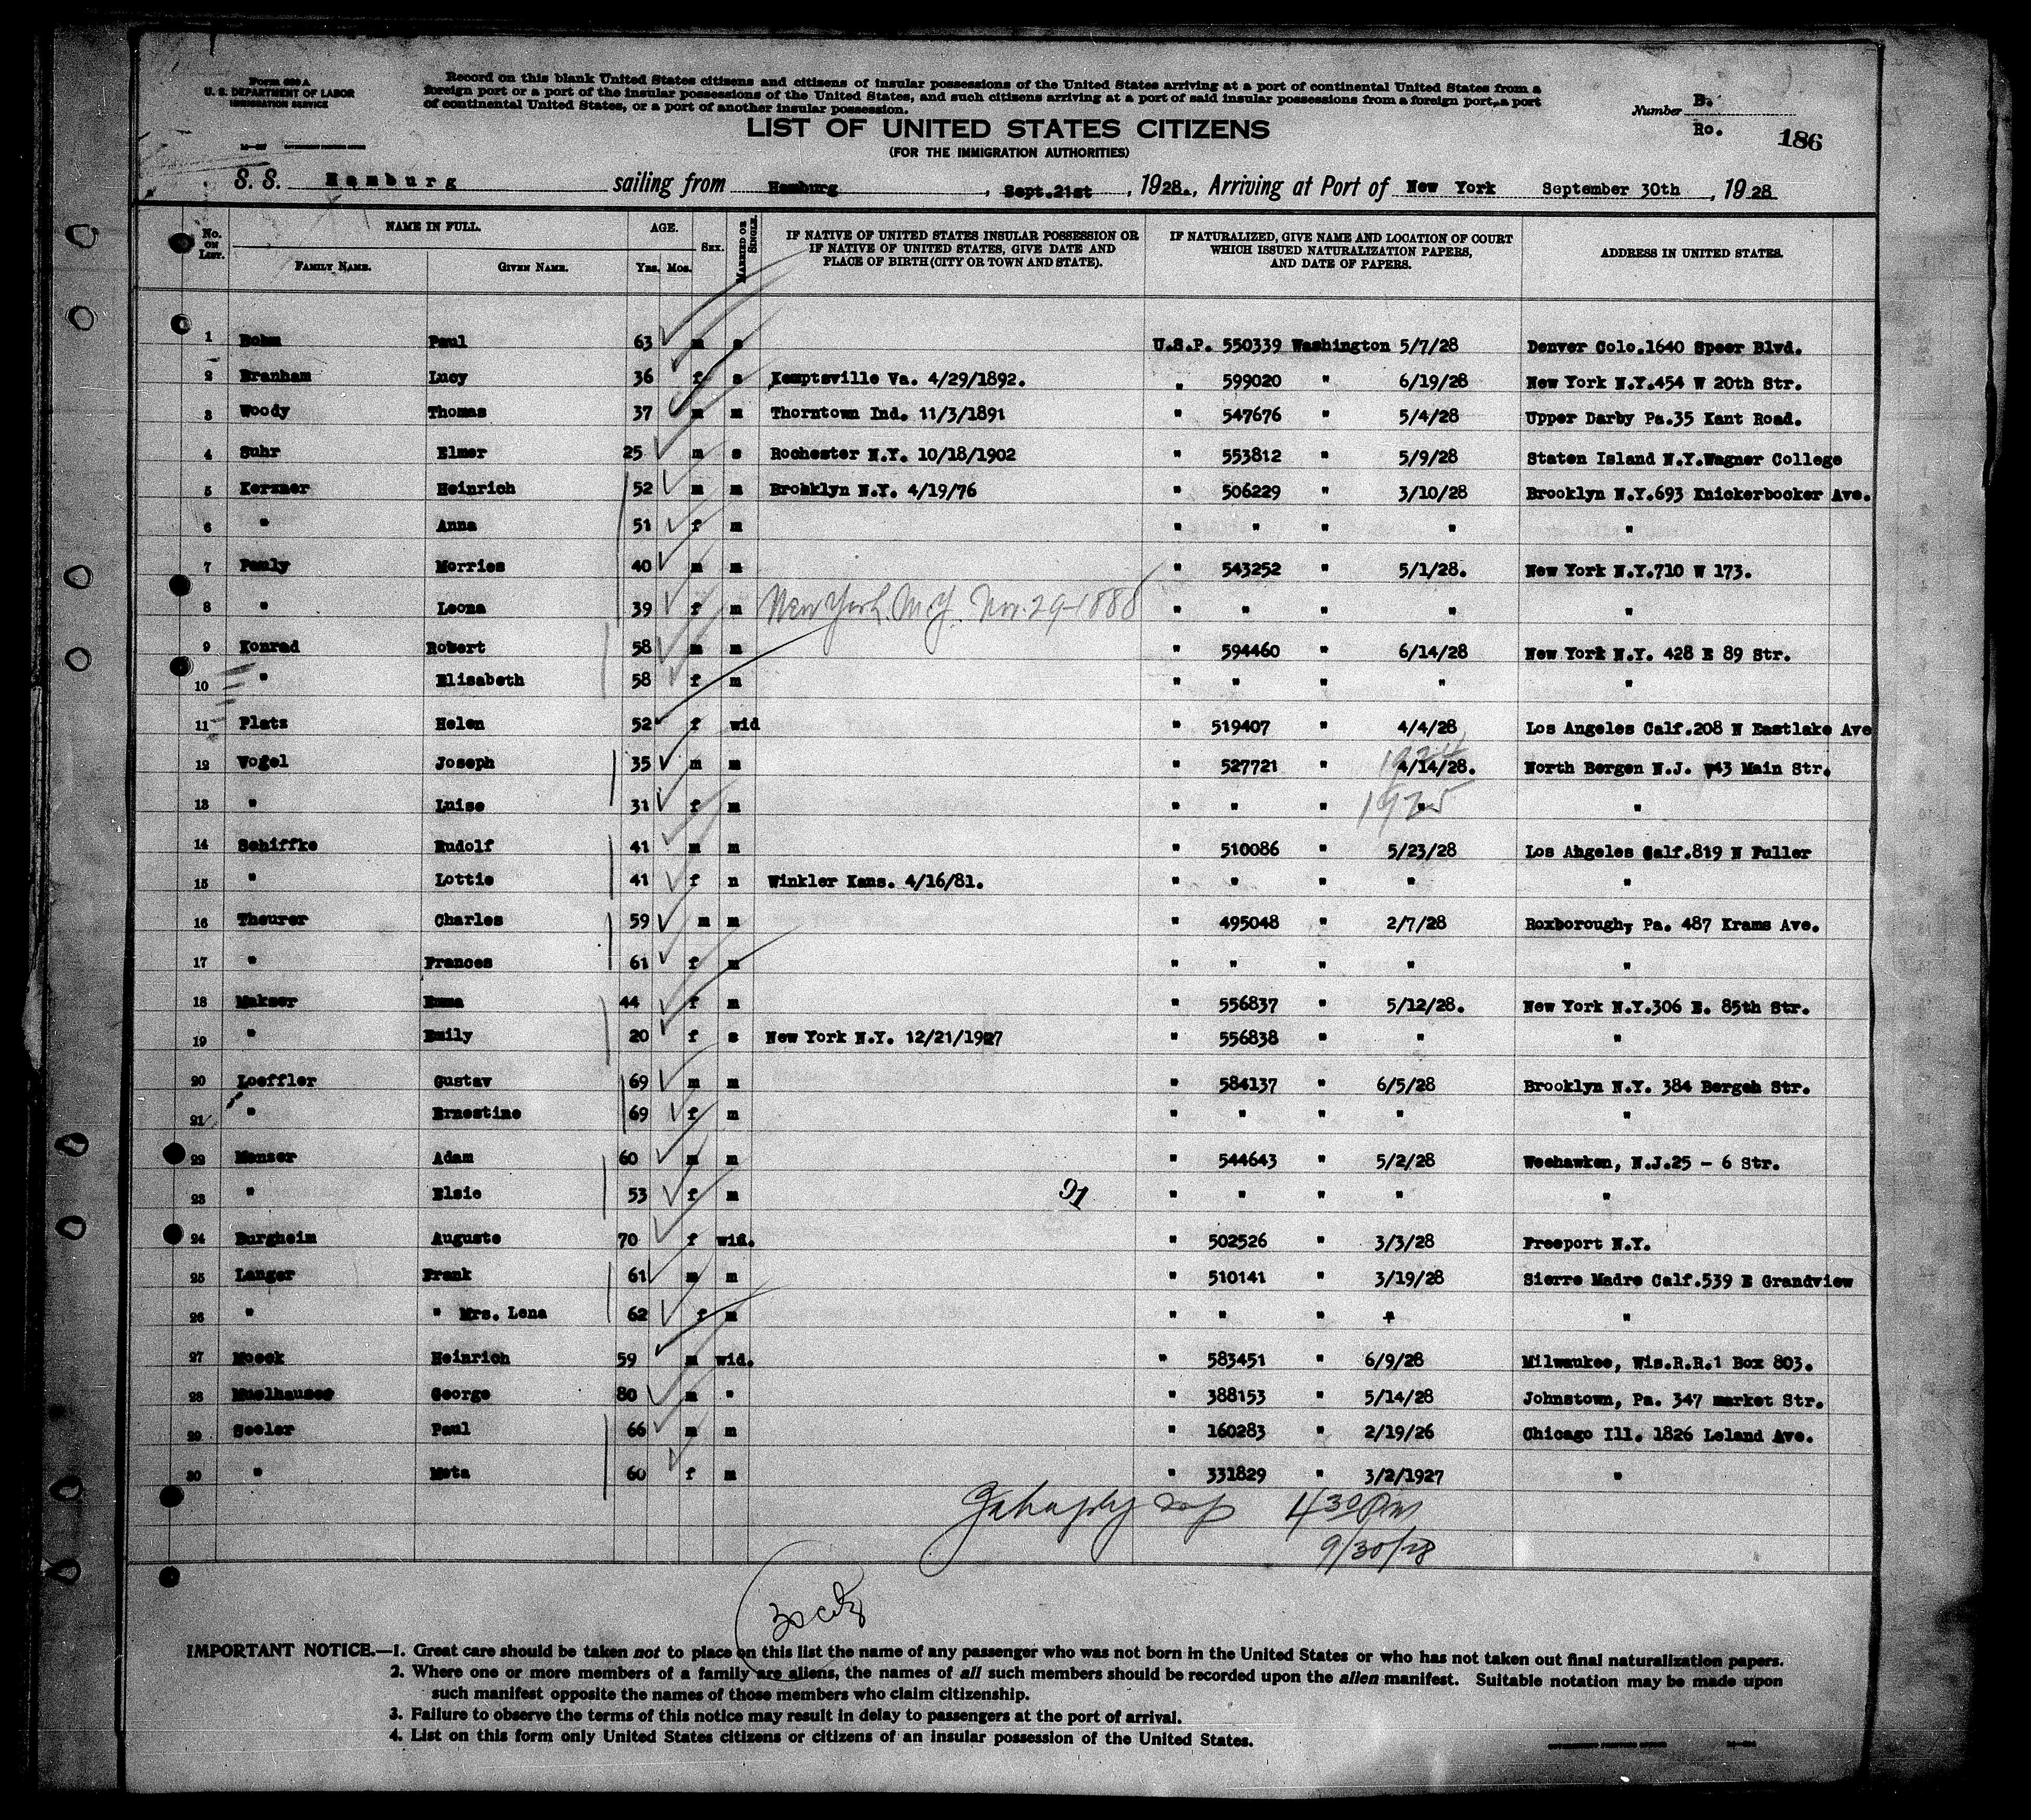 Form 630 A
U. S. DEPARTMENT OF LABOR
IMMIGRATION SERVICE
Record on this blank United States citizens and citizens of insular possessions of the United States arriving at a port of continental United States from a
foreign port or a port of the insular possessions of the United States, and such citizens arriving at a port of said insular possessions from a foreign port, a port
of continental United States, or a port of another insular possession.
Number B.
Ro. 186
LIST OF UNITED STATES CITIZENS
(FOR THE IMMIGRATION AUTHORITIES)
S. S. Hamburg sailing from Hamburg, Sept.21st, 1928., Arriving at Port of New York September 30th, 1928
No. ON LIST. NAME IN FULL. AGE. SEX. MARRIED OR SINGLE. IF NATIVE OF UNITED STATES INSULAR POSSESSION OR IF NATIVE OF UNITED STATES, GIVE DATE AND PLACE OF BIRTH (CITY OR TOWN AND STATE). IF NATURALIZED, GIVE NAME AND LOCATION OF COURT WHICH ISSUED NATURALIZATION PAPERS, AND DATE OF PAPERS. ADDRESS IN UNITED STATES.
FAMILY NAME. GIVEN NAME. YRS. MOS.
1 Bohm Paul 63 m s U.S.P. 550339 Washington 5/7/28 Denver Colo.1640 Speer Blvd.
2 Branham Lucy 36 f s Kemptsville Va. 4/29/1892. " 599020 " 6/19/28 New York N.Y.454 W 20th Str.
3 Woody Thomas 37 m m Thorntown Ind. 11/3/1891 " 547676 " 5/4/28 Upper Darby Pa.35 Kant Road.
4 Suhr Elmer 25 m s Rochester N.Y. 10/18/1902 " 553812 " 5/9/28 Staten Island N.Y.Wagner College
5 Kerzner Heinrich 52 m m Brooklyn N.Y. 4/19/76 " 506229 " 3/10/28 Brooklyn N.Y.693 Knickerbocker Ave.
6 " Anna 51 f m " " " " "
7 Pauly Morries 40 m m " 543252 " 5/1/28. New York N.Y.710 W 173.
8 " Leona 39 f m New York N.Y. Nov. 29-1888 " " " " "
9 Konrad Robert 58 m m " 594460 " 6/14/28 New York N.Y. 428 E 89 Str.
10 " Elisabeth 58 f m " " " " "
11 Platz Helen 52 f wid " 519407 " 4/4/28 Los Angeles Calf.208 N Eastlake Ave
12 Vogel Joseph 35 m m " 527721 " 4/14/28. North Bergen N.J. 743 Main Str.
13 " Luise 31 f m " " " " 1925 "
14 Schiffke Rudolf 41 m m " 510086 " 5/23/28 Los Angeles Calf.819 N Fuller
15 " Lottie 41 f n Winkler Kans. 4/16/81. " " " " "
16 Theurer Charles 59 m m " 495048 " 2/7/28 Roxborough, Pa. 487 Krams Ave.
17 " Frances 61 f m " " " " "
18 Makser Emma 44 f m " 556837 " 5/12/28. New York N.Y.306 E. 85th Str.
19 " Emily 20 f s New York N.Y. 12/21/1907 " 556838 " " "
20 Loeffler Gustav 69 m m " 584137 " 6/5/28 Brooklyn N.Y. 384 Bergen Str.
21 " Ernestine 69 f m " " " " "
22 Menzer Adam 60 m m " 544643 " 5/2/28 Weehawken, N.J.25 - 6 Str.
23 " Elsie 53 f m 91 " " " " "
24 Burgheim Auguste 70 f wid. " 502526 " 3/3/28 Freeport N.Y.
25 Langer Frank 61 m m " 510141 " 3/19/28 Sierre Madre Calf.539 E Grandview
26 " " Mrs. Lena 62 f m " " " " "
27 Moeck Heinrich 59 m wid. " 583451 " 6/9/28 Milwaukee, Wis.R.R.1 Box 803.
28 Muelhause George 80 m " " 388153 " 5/14/28 Johnstown, Pa. 347 market Str.
29 Seeler Paul 66 m m " 160283 " 2/19/26 Chicago Ill. 1826 Leland Ave.
30 " Meta 60 f m " 331829 " 3/2/1927 "
4 30 Pm
9/30/28
IMPORTANT NOTICE.—1. Great care should be taken not to place on this list the name of any passenger who was not born in the United States or who has not taken out final naturalization papers.
2. Where one or more members of a family are aliens, the names of all such members should be recorded upon the alien manifest. Suitable notation may be made upon
such manifest opposite the names of those members who claim citizenship.
3. Failure to observe the terms of this notice may result in delay to passengers at the port of arrival.
4. List on this form only United States citizens or citizens of an insular possession of the United States.